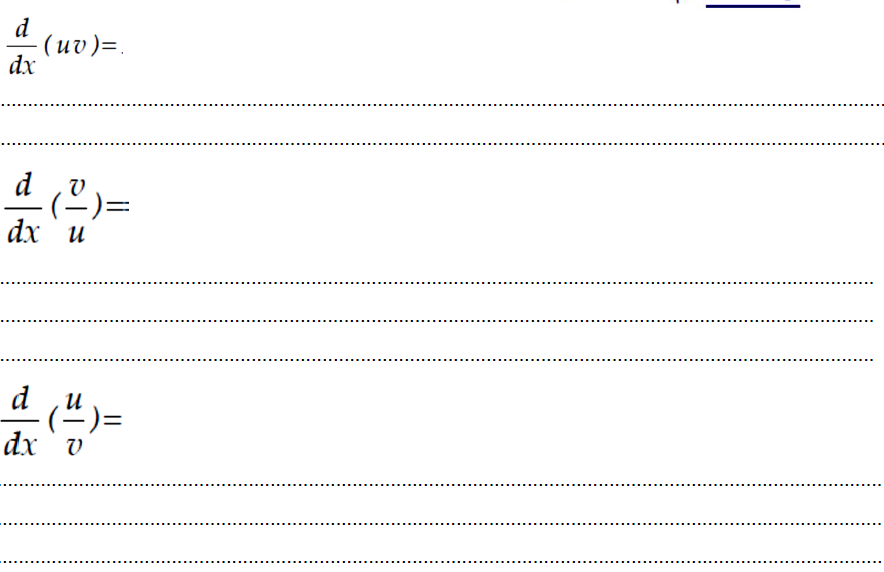 d/dx (uv)=.
d/dx (v/u)=
d/dx (u/v)=